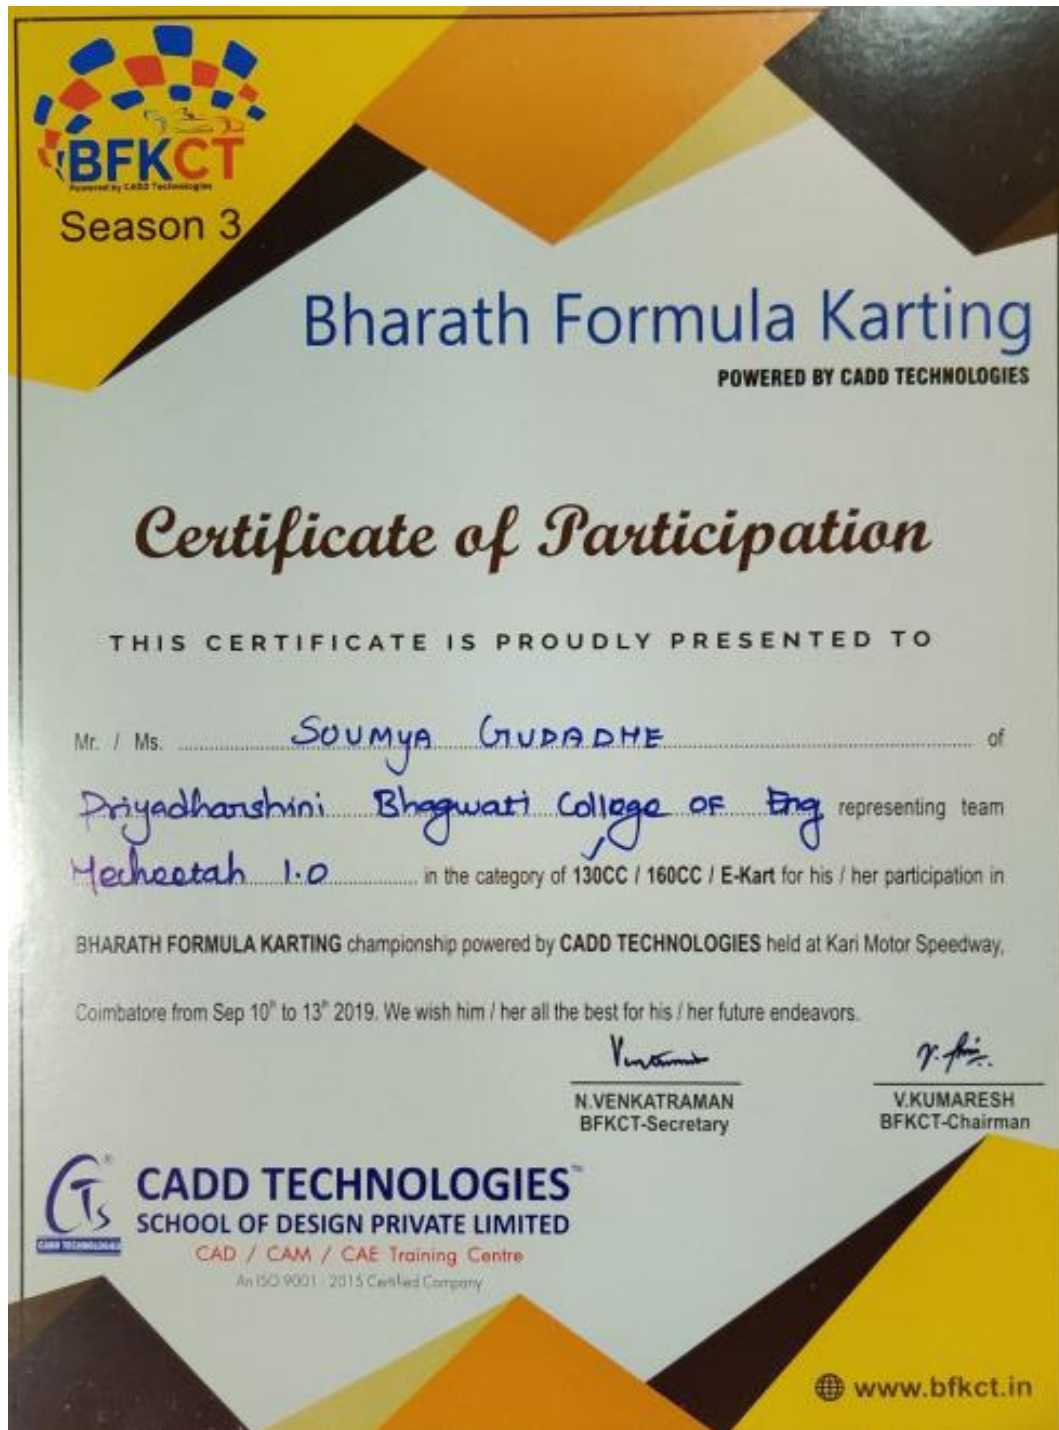 BFKCT
Powered by CADD Technologies
Season 3
Bharath Formula Karting
POWERED BY CADD TECHNOLOGIES
Certificate of Participation
THIS CERTIFICATE IS PROUDLY PRESENTED TO
Mr. / Ms. SOUMYA GUDADHE of
Priyadharshini Bhagwati College OF Eng representing team
Mecheetah 1.0 in the category of 130CC / 160CC / E-Kart for his / her participation in
BHARATH FORMULA KARTING championship powered by CADD TECHNOLOGIES held at Kari Motor Speedway,
Coimbatore from Sep 10th to 13th 2019. We wish him / her all the best for his / her future endeavors.
N.VENKATRAMAN
BFKCT-Secretary
V.KUMARESH
BFKCT-Chairman
CTs ®
CADD TECHNOLOGIES
CADD TECHNOLOGIES™
SCHOOL OF DESIGN PRIVATE LIMITED
CAD / CAM / CAE Training Centre
An ISO 9001 : 2015 Certified Company
www.bfkct.in